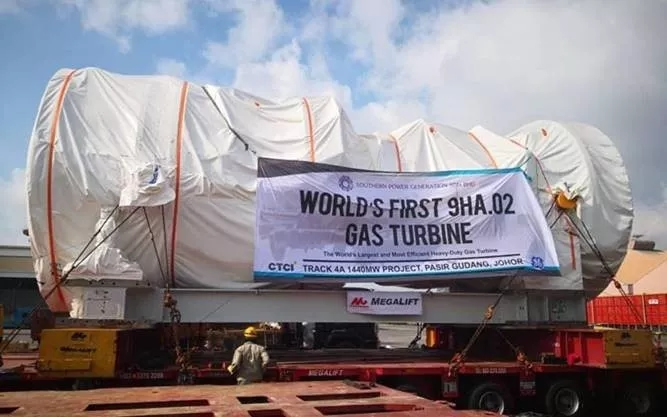 SOUTHERN POWER GENERATION SDN BHD
WORLD'S FIRST 9HA.02
GAS TURBINE
The World's Largest and Most Efficient Heavy-Duty Gas Turbine
CTCI
TRACK 4A 1440MW PROJECT, PASIR GUDANG, JOHOR
MEGALIFT
MEGALIFT
MEGALIFT